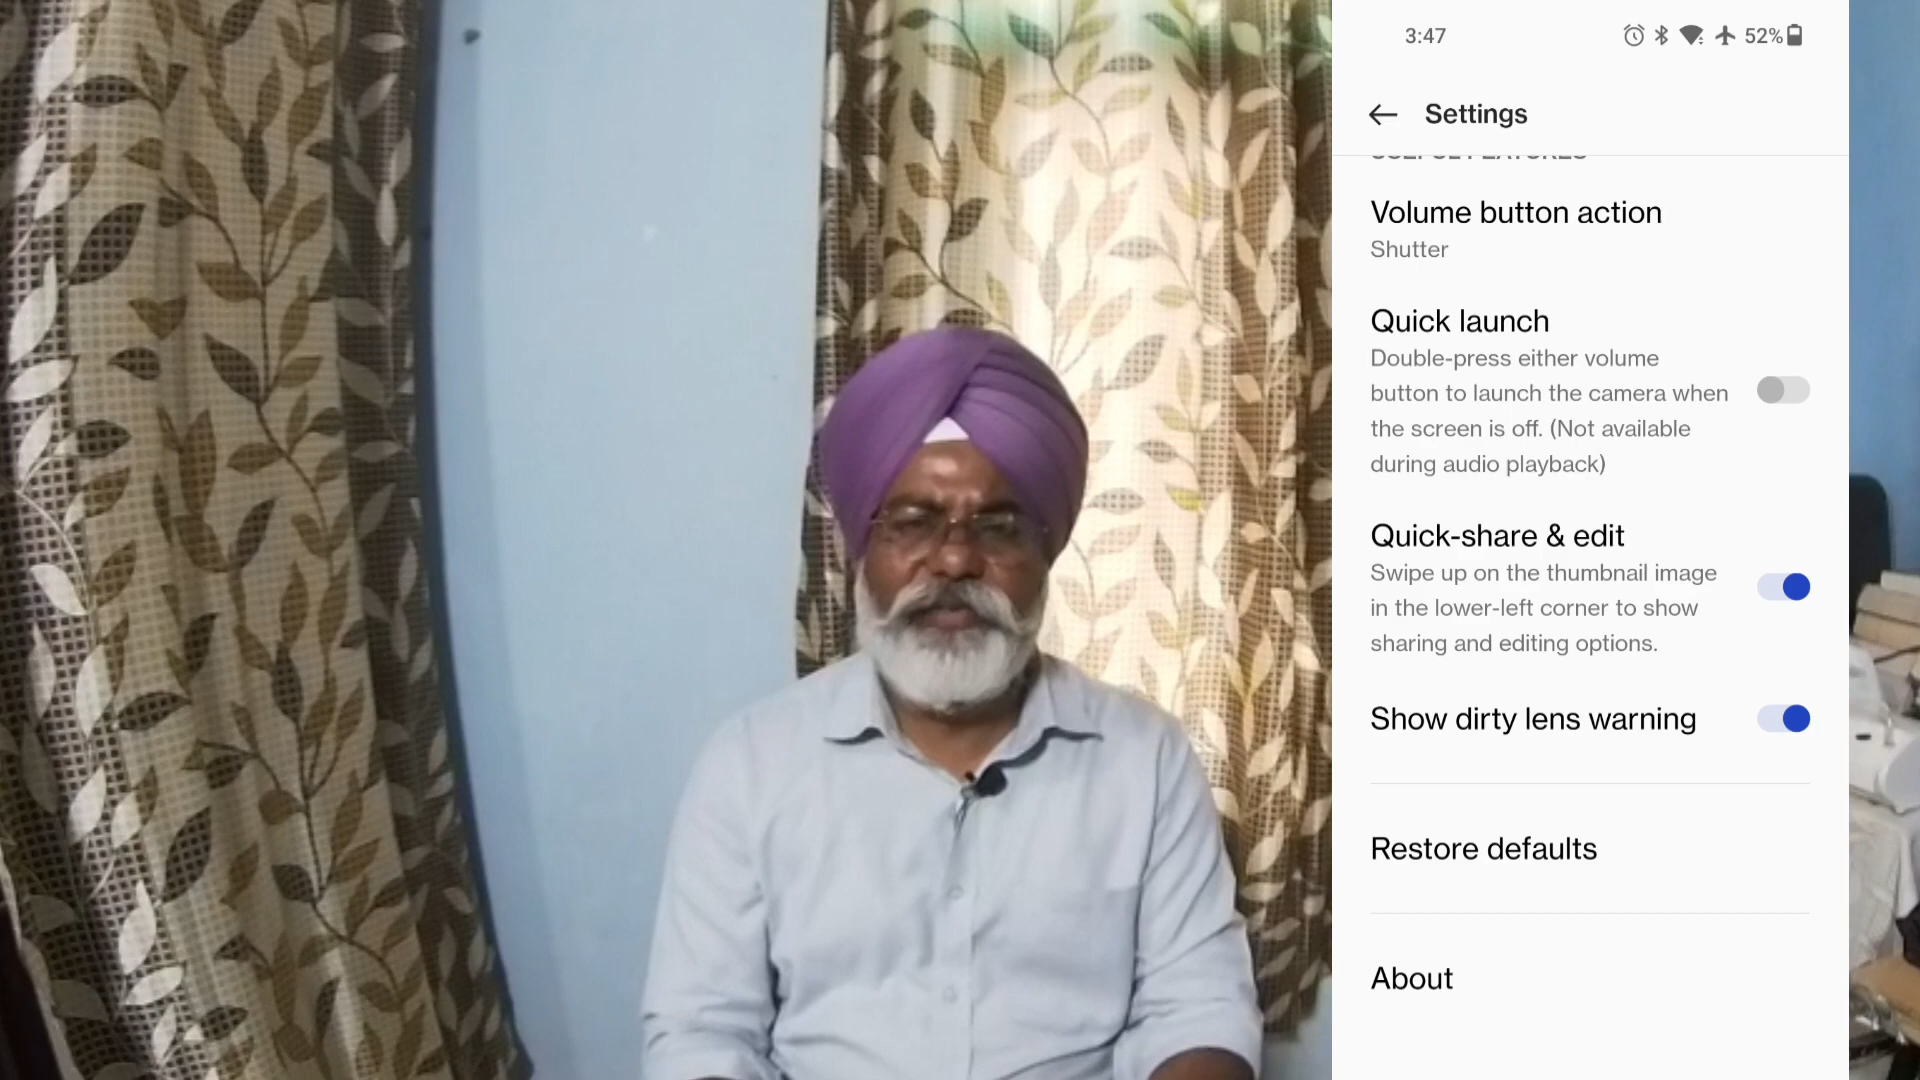 3:47
52%
Settings
USEFUL FEATURES
Volume button action
Shutter
Quick launch
Double-press either volume
button to launch the camera when
the screen is off. (Not available
during audio playback)
Quick-share & edit
Swipe up on the thumbnail image
in the lower-left corner to show
sharing and editing options.
Show dirty lens warning
Restore defaults
About